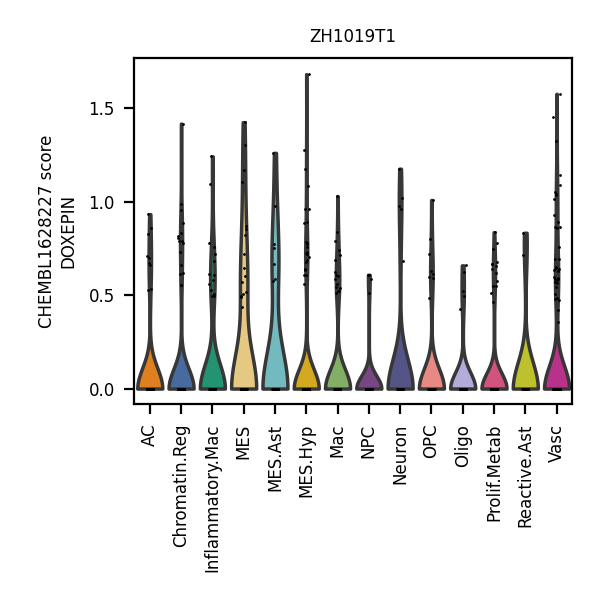 ZH1019T1
CHEMBL1628227 score
DOXEPIN
1.5
1.0
0.5
0.0
AC
Chromatin.Reg
Inflammatory.Mac
MES
MES.Ast
MES.Hyp
Mac
NPC
Neuron
OPC
Oligo
Prolif.Metab
Reactive.Ast
Vasc